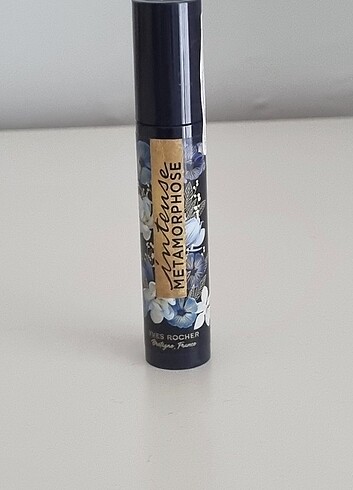 intense
METAMORPHOSE
YVES ROCHER
Bretagne, France